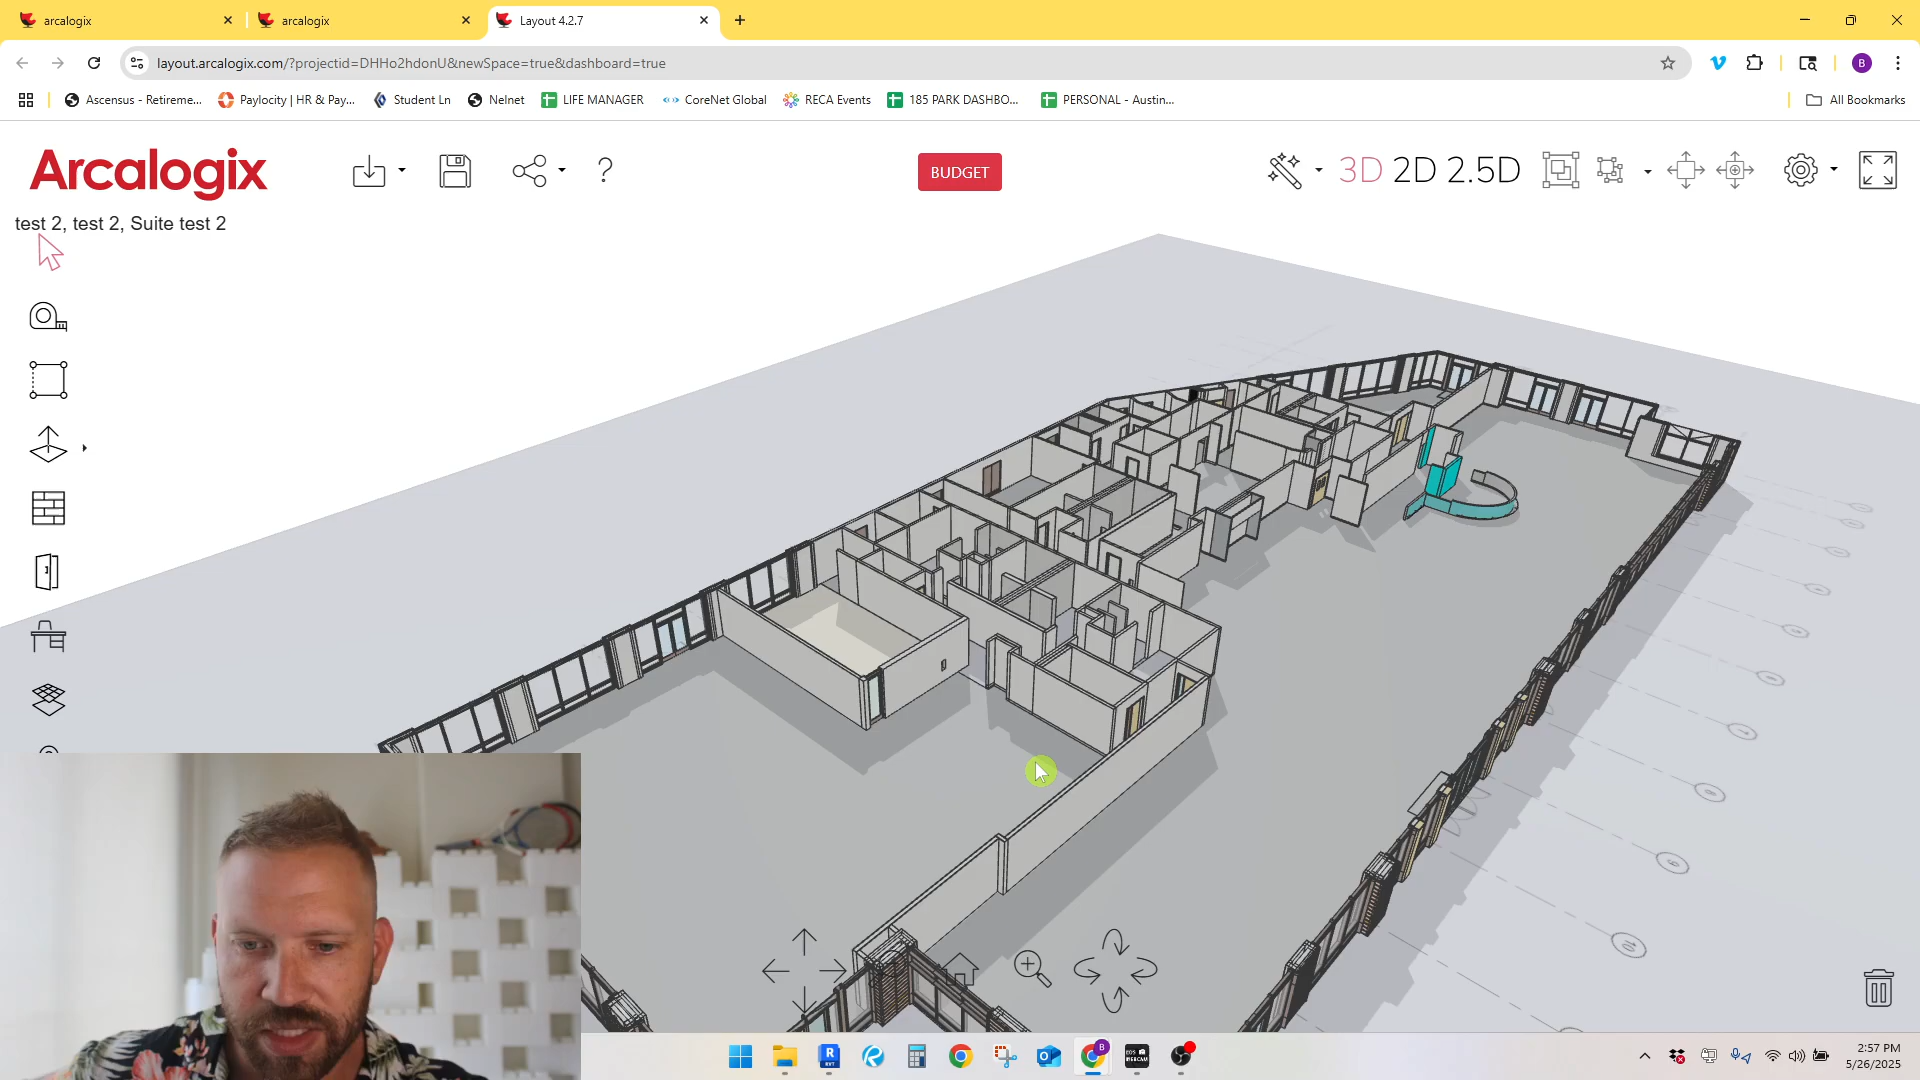 arcalogix
arcalogix
Layout 4.2.7
layout.arcalogix.com/?projectid=DHHo2hdonU&newSpace=true&dashboard=true
B
Ascensus - Retireme...
Paylocity | HR & Pay...
Student Ln
Nelnet
LIFE MANAGER
CoreNet Global
RECA Events
185 PARK DASHBO...
PERSONAL - Austin...
All Bookmarks
Arcalogix
?
BUDGET
3D 2D 2.5D
test 2, test 2, Suite test 2
2:57 PM
5/26/2025